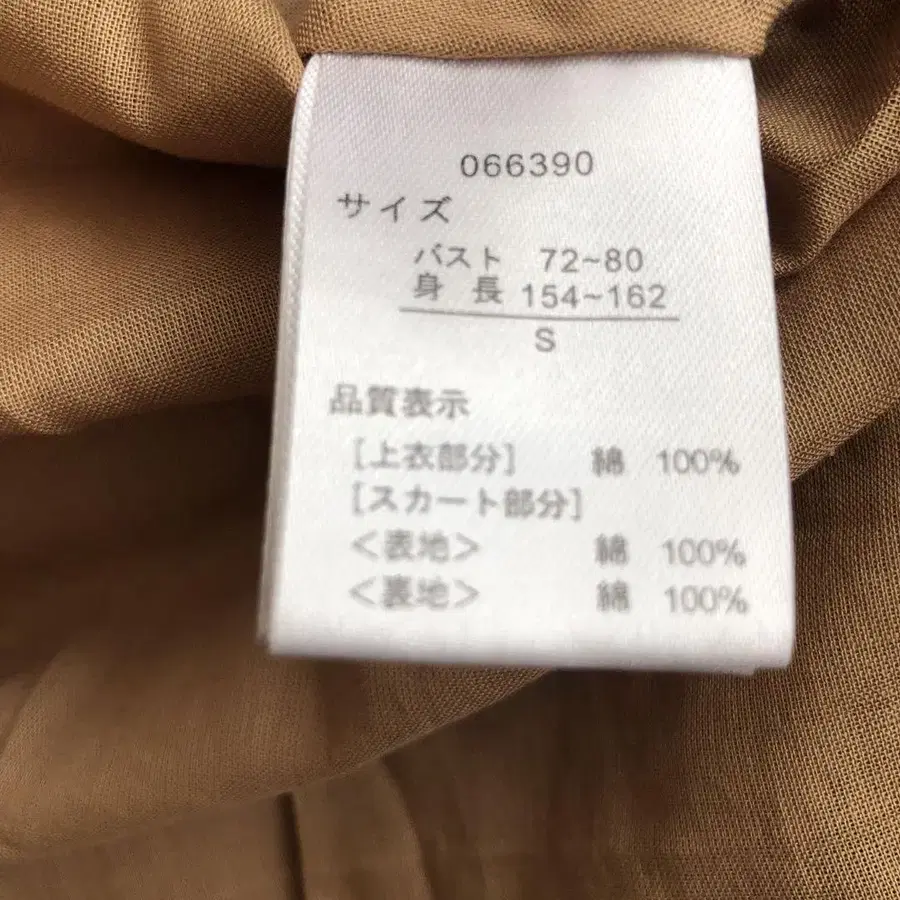 066390
サイズ
バスト 72~80
身 長 154~162
S
品質表示
[上衣部分] 綿 100%
[スカート部分]
<表地> 綿 100%
<裏地> 綿 100%